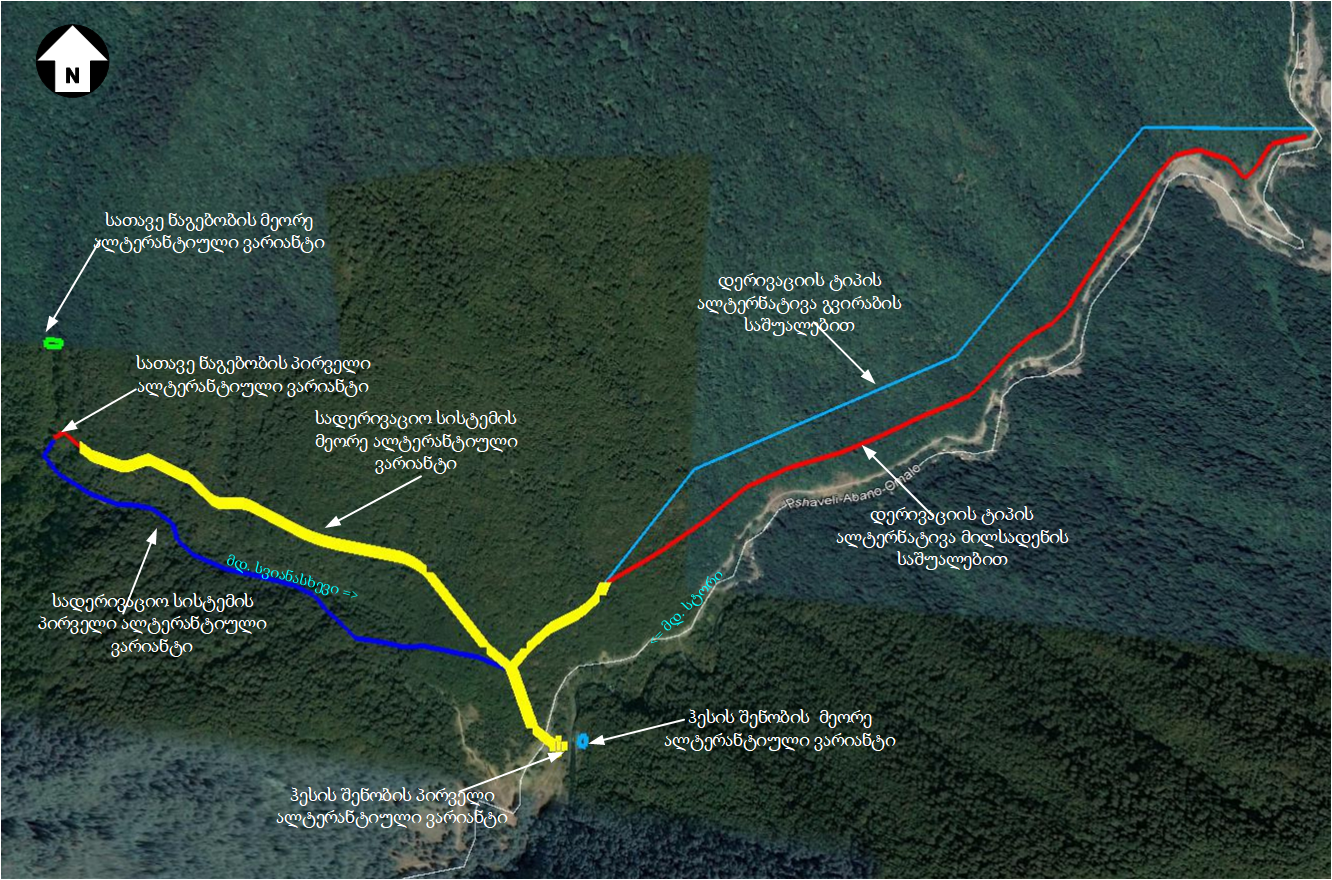 N
სათავე ნაგებობის მეორე
ალტერანტიული ვარიანტი
დერივაციის ტიპის
ალტერნატივა გვირაბის
საშუალებით
სათავე ნაგებობის პირველი
ალტერანტიული ვარიანტი
სადერივაციო სისტემის
მეორე ალტერანტიული
ვარიანტი
Pshaveli-Abano-Omalo
დერივაციის ტიპის
ალტერნატივა მილსადენის
საშუალებით
მდ. სვიანასხევი =>
<= მდ. სტორი
სადერივაციო სისტემის
პირველი ალტერანტიული
ვარიანტი
ჰესის შენობის მეორე
ალტერანტიული ვარიანტი
ჰესის შენობის პირველი
ალტერანტიული ვარიანტი